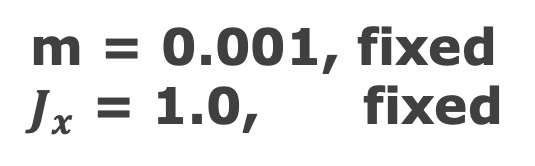 m = 0.001, fixed
Jₓ = 1.0, fixed